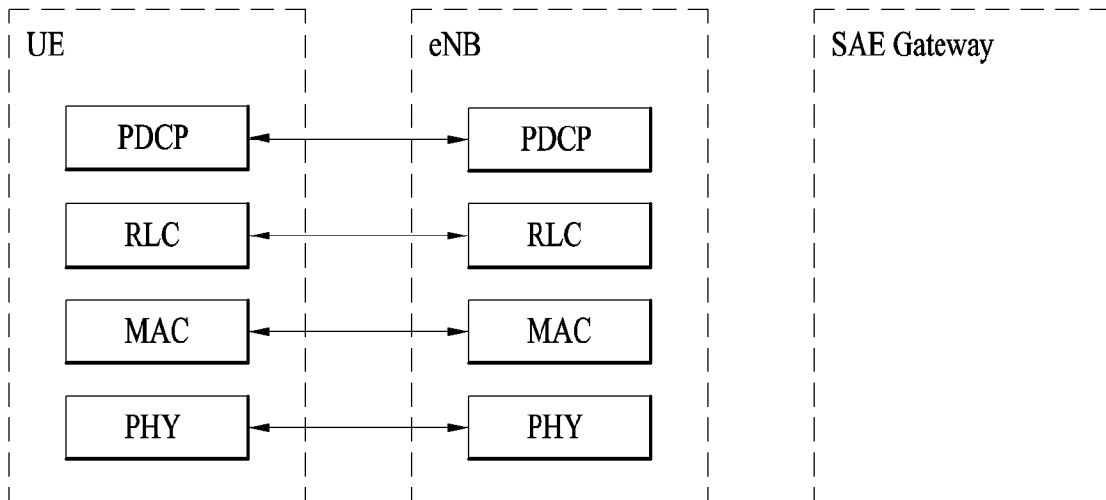 UE eNB SAE Gateway
PDCP PDCP
RLC RLC
MAC MAC
PHY PHY